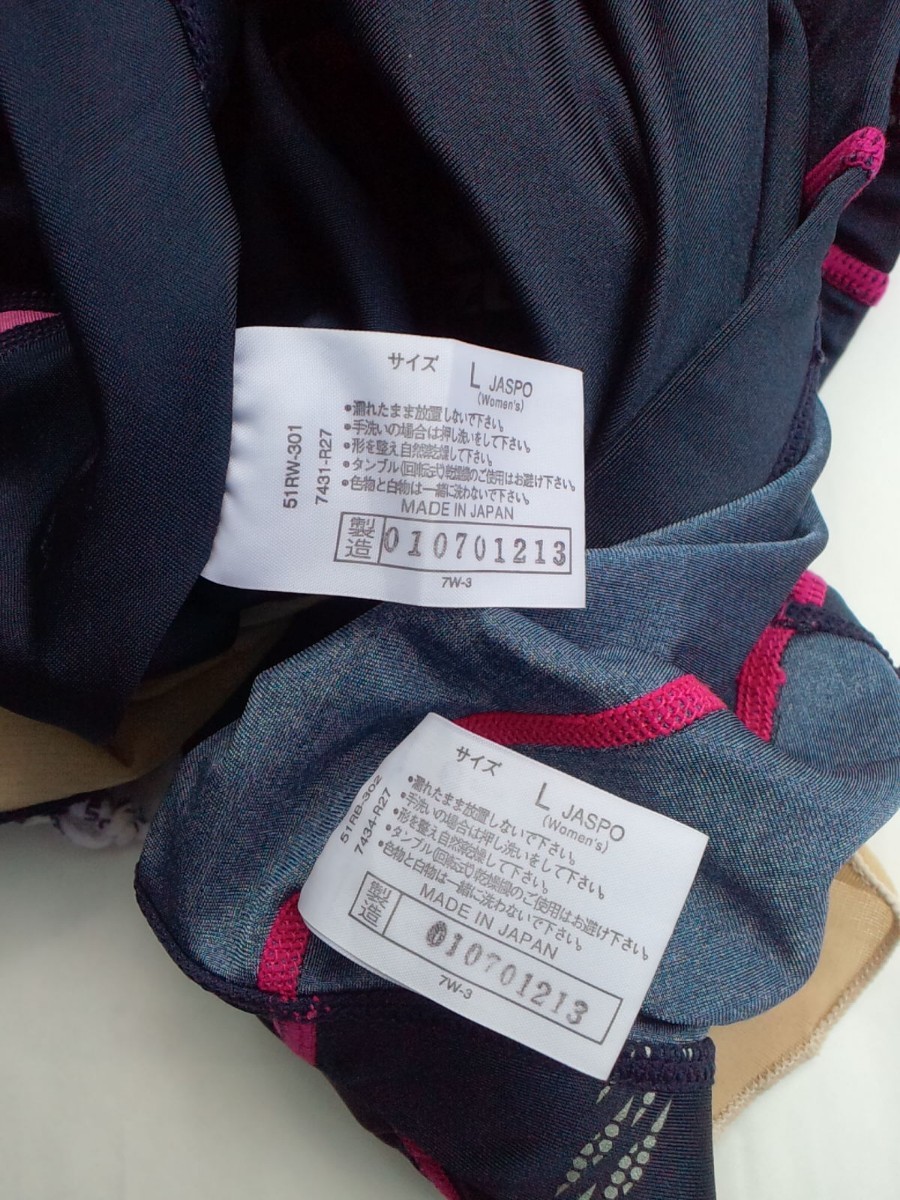 サイズ L JASPO
(Women's)
•濡れたまま放置しないで下さい。
•手洗いの場合は押し洗いをして下さい。
•形を整え自然乾燥して下さい。
•タンブル(回転式)乾燥機のご使用はお避け下さい。
•色物と白物は一緒に洗わないで下さい。
MADE IN JAPAN
製造 010701213
7W-3
51RW-301
7431-R27
サイズ L JASPO
(Women's)
•濡れたまま放置しないで下さい。
•手洗いの場合は押し洗いをして下さい。
•形を整え自然乾燥して下さい。
•タンブル(回転式)乾燥機のご使用はお避け下さい。
•色物と白物は一緒に洗わないで下さい。
MADE IN JAPAN
製造 010701213
7W-3
51RB-302
7434-R27